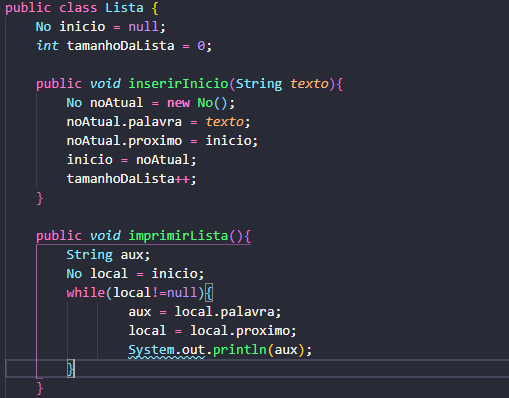 public class Lista {
No inicio = null;
int tamanhoDaLista = 0;
public void inserirInicio(String texto){
No noAtual = new No();
noAtual.palavra = texto;
noAtual.proximo = inicio;
inicio = noAtual;
tamanhoDaLista++;
}
public void imprimirLista(){
String aux;
No local = inicio;
while(local!=null){
aux = local.palavra;
local = local.proximo;
System.out.println(aux);
}
}